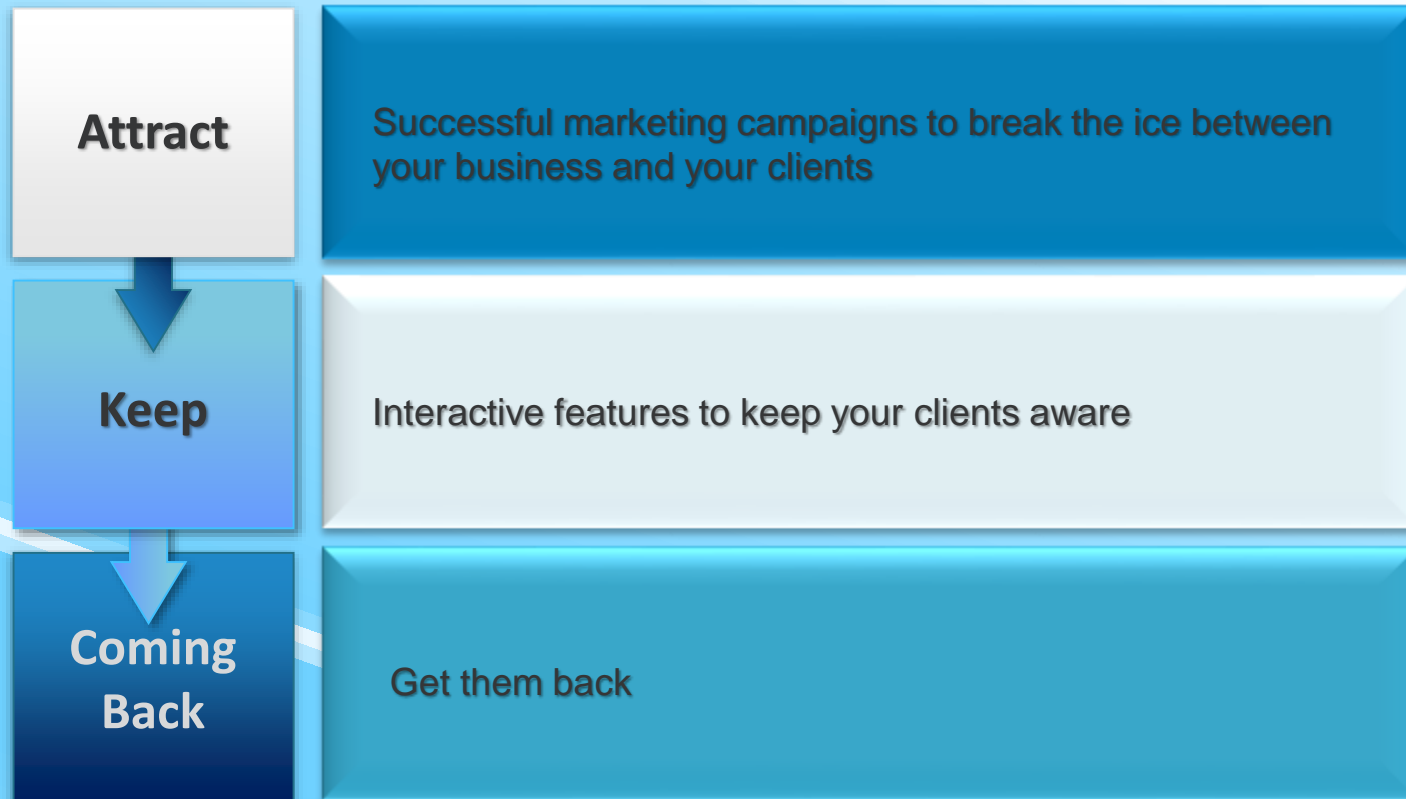 Attract
Successful marketing campaigns to break the ice between
your business and your clients
Keep
Interactive features to keep your clients aware
Coming
Back
Get them back